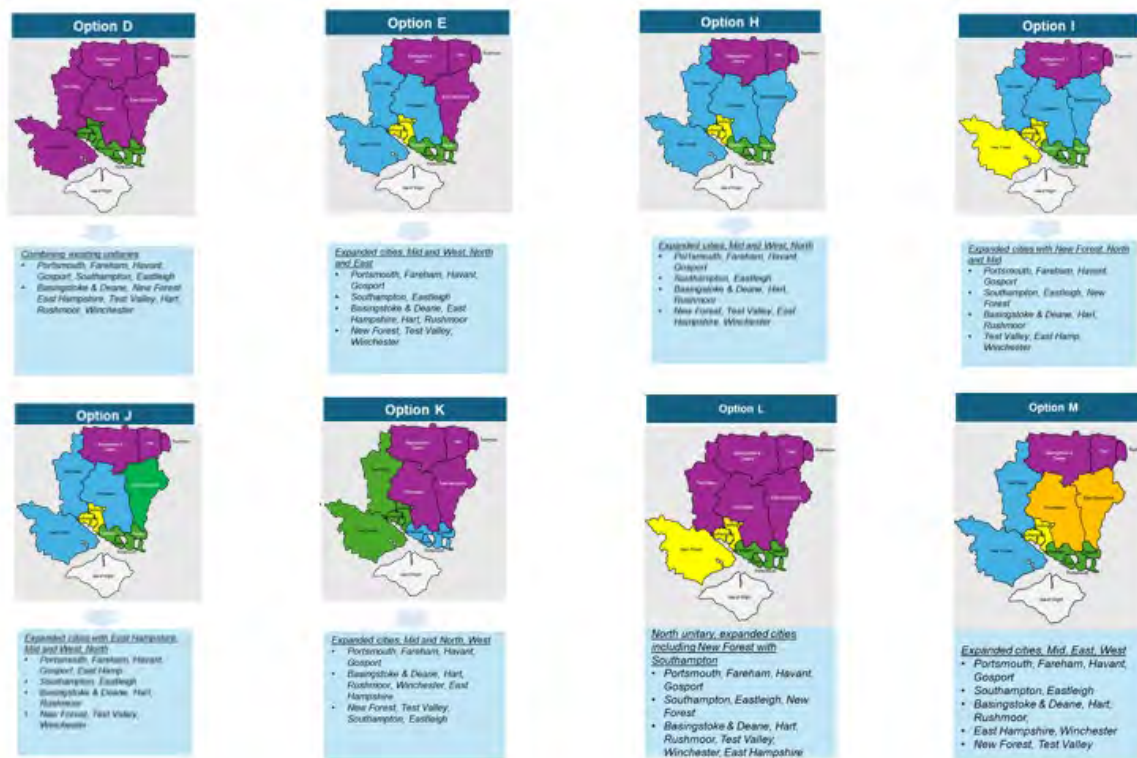 Option D
Option E
Option H
Option I
Combining existing unitaries
• Portsmouth, Fareham, Havant,
Gosport, Southampton, Eastleigh
• Basingstoke & Deane, New Forest
East Hampshire, Test Valley, Hart,
Rushmoor, Winchester
Expanded cities, Mid and West, North
and East
• Portsmouth, Fareham, Havant,
Gosport
• Southampton, Eastleigh
• Basingstoke & Deane, East
Hampshire, Hart, Rushmoor
• New Forest, Test Valley,
Winchester
Expanded cities, Mid and West, North
• Portsmouth, Fareham, Havant,
Gosport
• Southampton, Eastleigh
• Basingstoke & Deane, Hart,
Rushmoor
• New Forest, Test Valley, East
Hampshire, Winchester
Expanded cities with New Forest, North
and Mid
• Portsmouth, Fareham, Havant,
Gosport
• Southampton, Eastleigh, New
Forest
• Basingstoke & Deane, Hart,
Rushmoor
• Test Valley, East Hamp,
Winchester
Option J
Option K
Option L
Option M
Expanded cities with East Hampshire,
Mid and West, North
• Portsmouth, Fareham, Havant,
Gosport, East Hamp
• Southampton, Eastleigh
• Basingstoke & Deane, Hart,
Rushmoor
• New Forest, Test Valley,
Winchester
Expanded cities, Mid and North, West
• Portsmouth, Fareham, Havant,
Gosport
• Basingstoke & Deane, Hart,
Rushmoor, Winchester, East
Hampshire
• New Forest, Test Valley,
Southampton, Eastleigh
North unitary, expanded cities
including New Forest with
Southampton
• Portsmouth, Fareham, Havant,
Gosport
• Southampton, Eastleigh, New
Forest
• Basingstoke & Deane, Hart,
Rushmoor, Test Valley,
Winchester, East Hampshire
Expanded cities, Mid, East, West
• Portsmouth, Fareham, Havant,
Gosport
• Southampton, Eastleigh
• Basingstoke & Deane, Hart,
Rushmoor,
• East Hampshire, Winchester
• New Forest, Test Valley